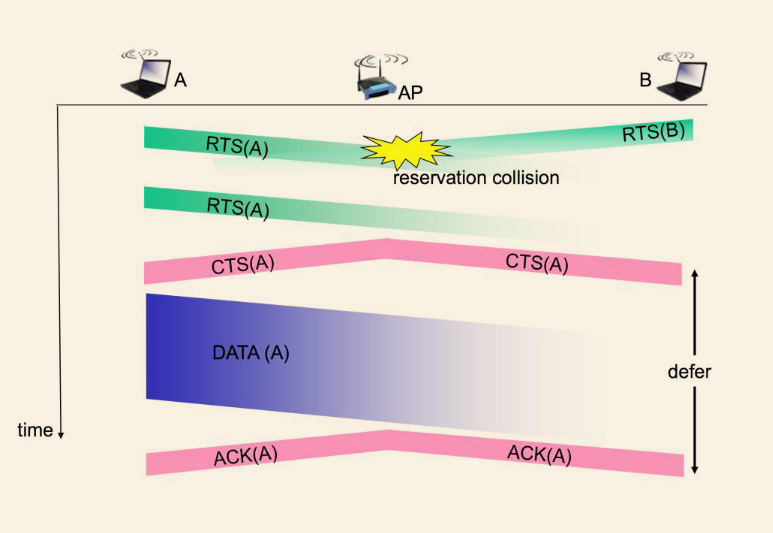 A
AP
B
RTS(A)
RTS(B)
reservation collision
RTS(A)
CTS(A)
CTS(A)
DATA (A)
defer
time
ACK(A)
ACK(A)